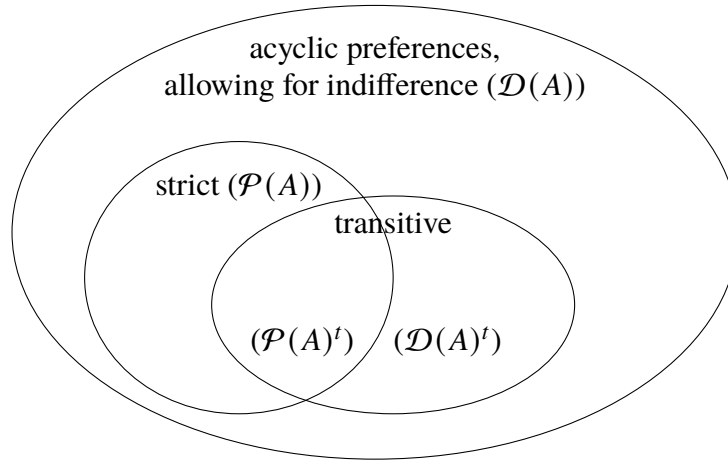 acyclic preferences,
allowing for indifference (𝒟(A))
strict (𝒫(A))
transitive
(𝒫(A)ᵗ) (𝒟(A)ᵗ)